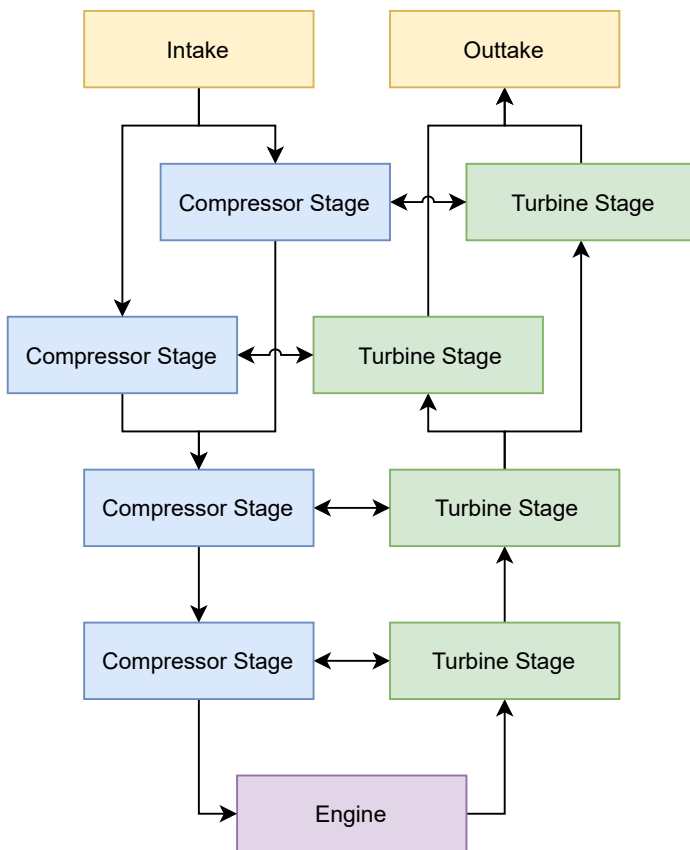 Intake
Outtake
Compressor Stage
Turbine Stage
Compressor Stage
Turbine Stage
Compressor Stage
Turbine Stage
Compressor Stage
Turbine Stage
Engine